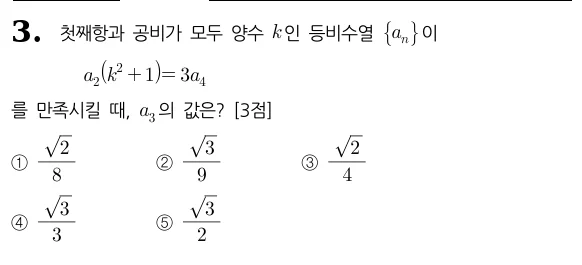 3. 첫째항과 공비가 모두 양수 k인 등비수열 {aₙ}이
a₂(k²+1)=3a₄
를 만족시킬 때, a₃의 값은? [3점]
① √2/8 ② √3/9 ③ √2/4
④ √3/3 ⑤ √3/2